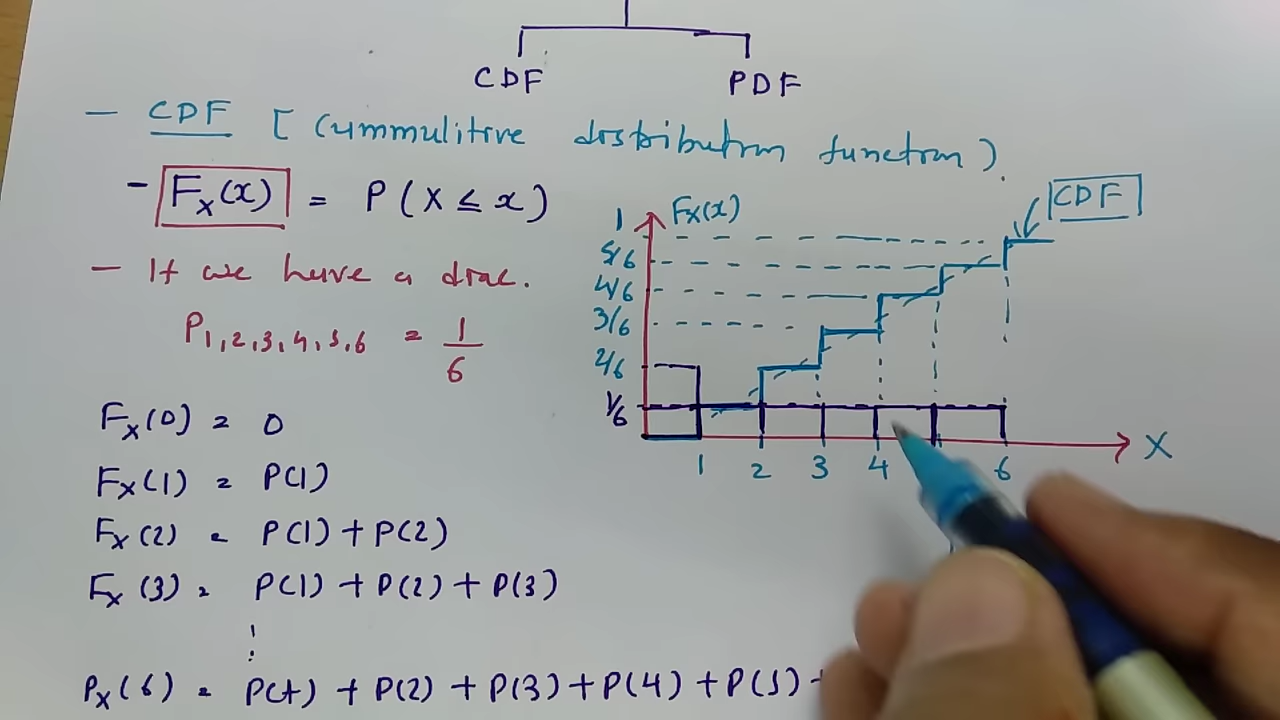 CDF PDF
— CDF [ Cummulitive distribution function ).
- Fx(x) = P ( X ≤ x )
CDF
— If we have a dice.
P1,2,3,4,5,6 = 1/6
Fx(x)
1
5/6
4/6
3/6
2/6
1/6
1 2 3 4 6 X
Fx(0) = 0
Fx(1) = P(1)
Fx(2) = P(1) + P(2)
Fx(3) = P(1) + P(2) + P(3)
Px(6) = P(1) + P(2) + P(3) + P(4) + P(5) +